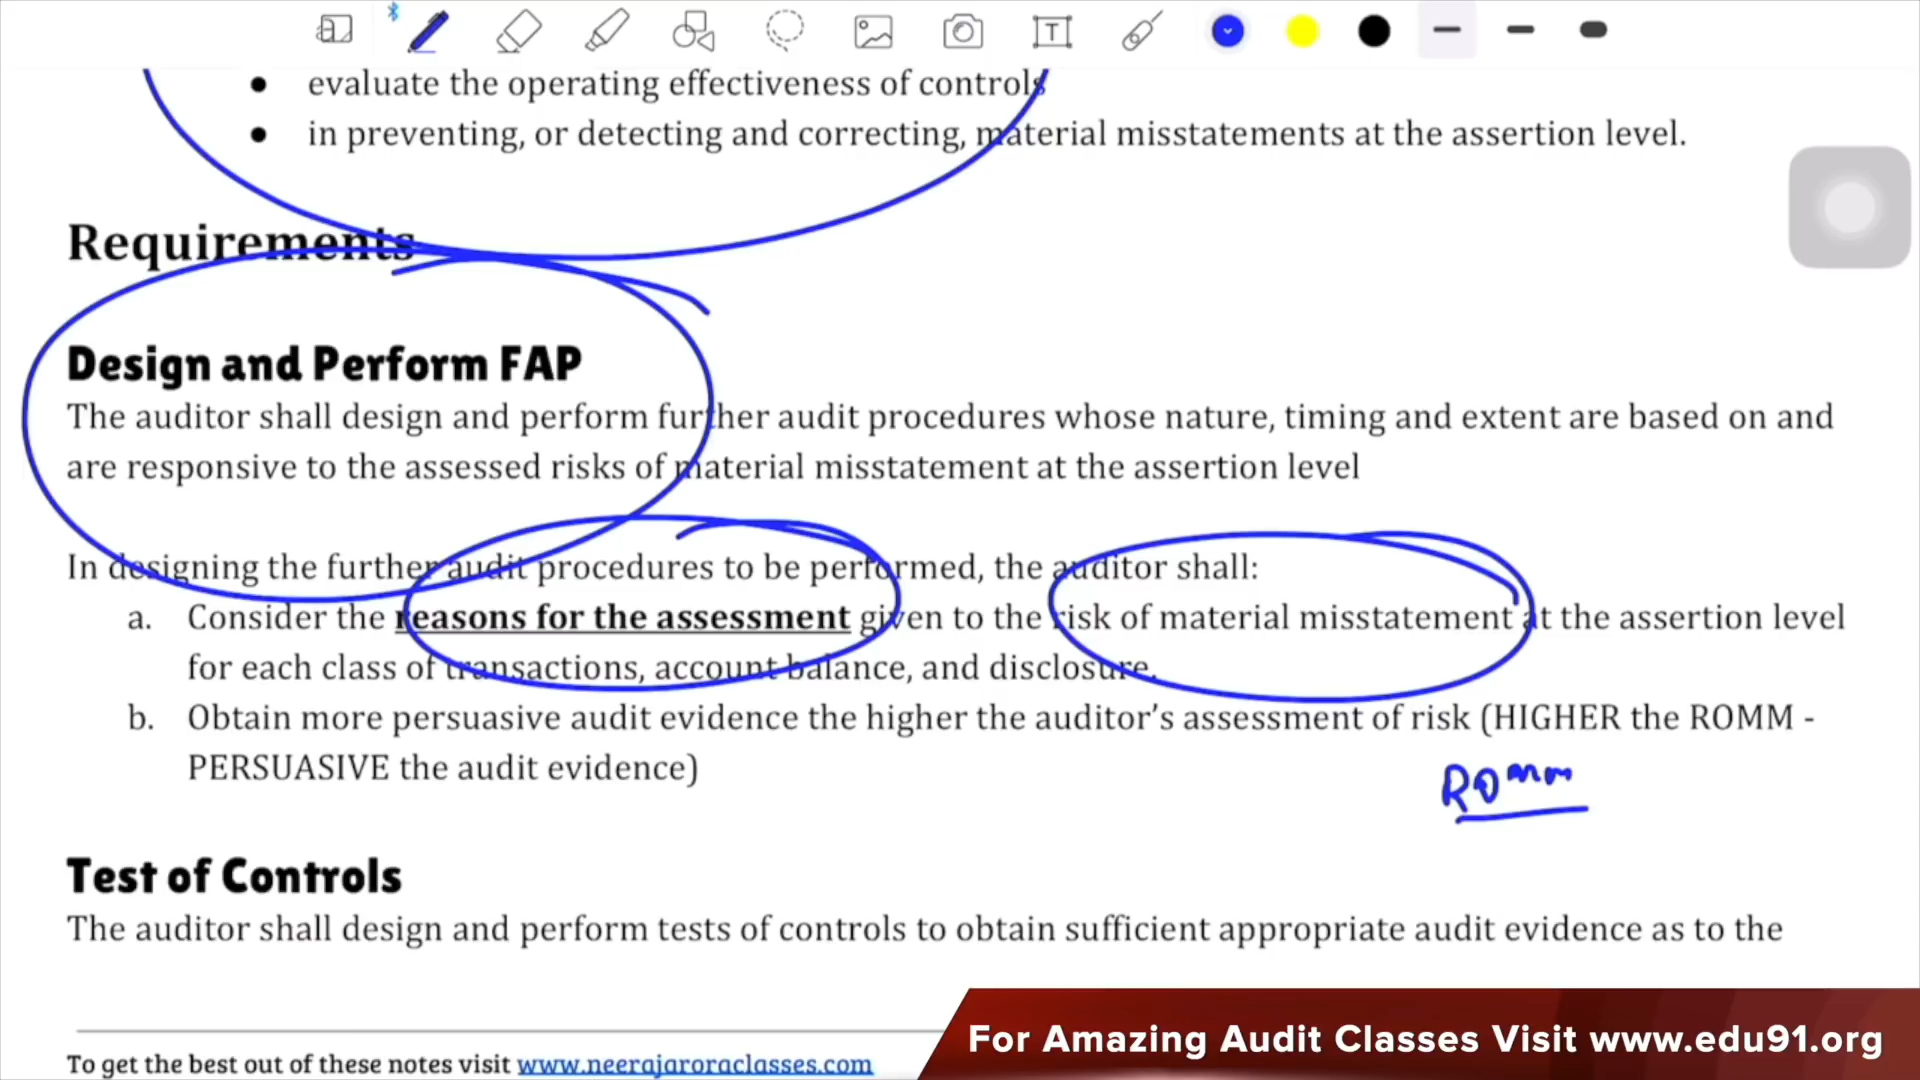 evaluate the operating effectiveness of controls
in preventing, or detecting and correcting, material misstatements at the assertion level.
Requirements
Design and Perform FAP
The auditor shall design and perform further audit procedures whose nature, timing and extent are based on and
are responsive to the assessed risks of material misstatement at the assertion level
In designing the further audit procedures to be performed, the auditor shall:
a. Consider the reasons for the assessment given to the risk of material misstatement at the assertion level
for each class of transactions, account balance, and disclosure.
b. Obtain more persuasive audit evidence the higher the auditor’s assessment of risk (HIGHER the ROMM -
PERSUASIVE the audit evidence)
ROMM
Test of Controls
The auditor shall design and perform tests of controls to obtain sufficient appropriate audit evidence as to the
For Amazing Audit Classes Visit www.edu91.org
To get the best out of these notes visit www.neerajaroraclasses.com